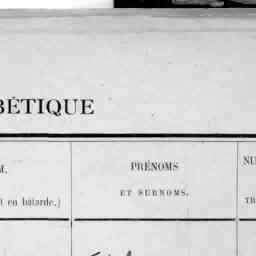 BÉTIQUE
M.
PRÉNOMS
NU
t en bâtarde.)
ET SURNOMS.
TR